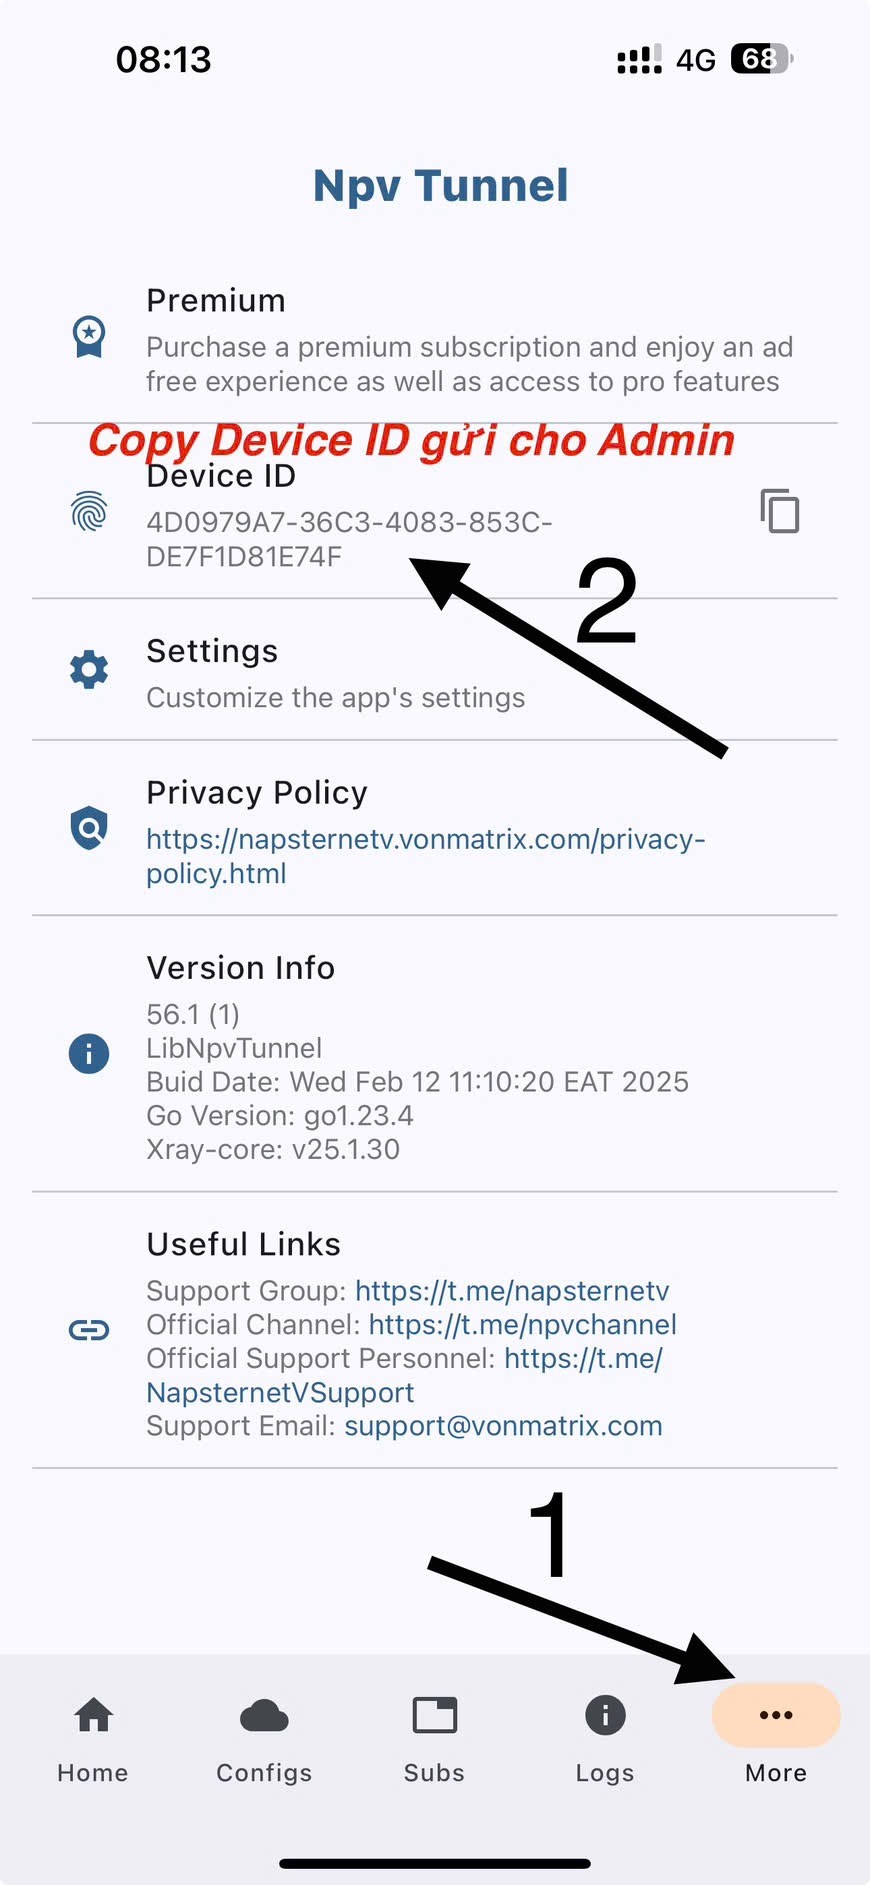 08:13
4G 68
Npv Tunnel
Premium
Purchase a premium subscription and enjoy an ad
free experience as well as access to pro features
Copy Device ID gửi cho Admin
Device ID
4D0979A7-36C3-4083-853C-
DE7F1D81E74F
2
Settings
Customize the app's settings
Privacy Policy
https://napsternetv.vonmatrix.com/privacy-
policy.html
Version Info
56.1 (1)
LibNpvTunnel
Buid Date: Wed Feb 12 11:10:20 EAT 2025
Go Version: go1.23.4
Xray-core: v25.1.30
Useful Links
Support Group: https://t.me/napsternetv
Official Channel: https://t.me/npvchannel
Official Support Personnel: https://t.me/
NapsternetVSupport
Support Email: support@vonmatrix.com
1
Home Configs Subs Logs More